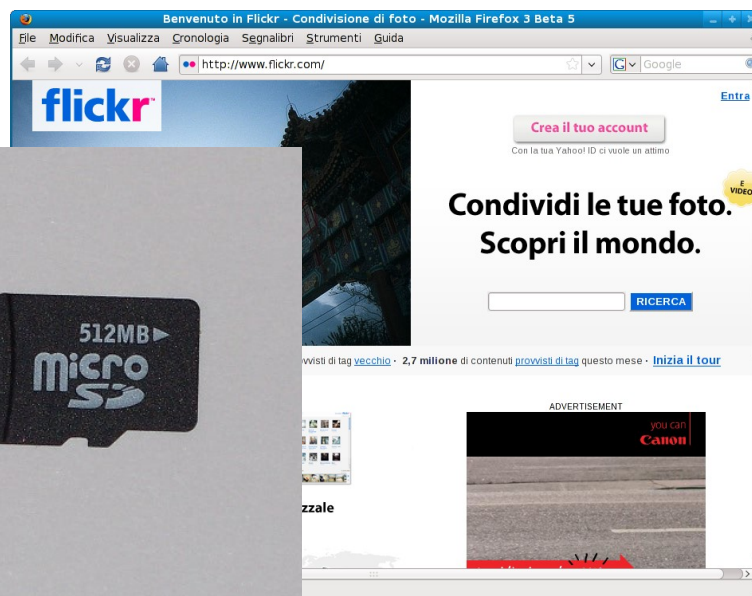 Benvenuto in Flickr - Condivisione di foto - Mozilla Firefox 3 Beta 5
File Modifica Visualizza Cronologia Segnalibri Strumenti Guida
http://www.flickr.com/
Google
flickr
Entra
Crea il tuo account
Con la tua Yahoo! ID ci vuole un attimo
E
VIDEO
Condividi le tue foto.
Scopri il mondo.
RICERCA
512MB
micro
SD
vvisti di tag vecchio · 2,7 milione di contenuti provvisti di tag questo mese · Inizia il tour
ADVERTISEMENT
you can
Canon
zzale